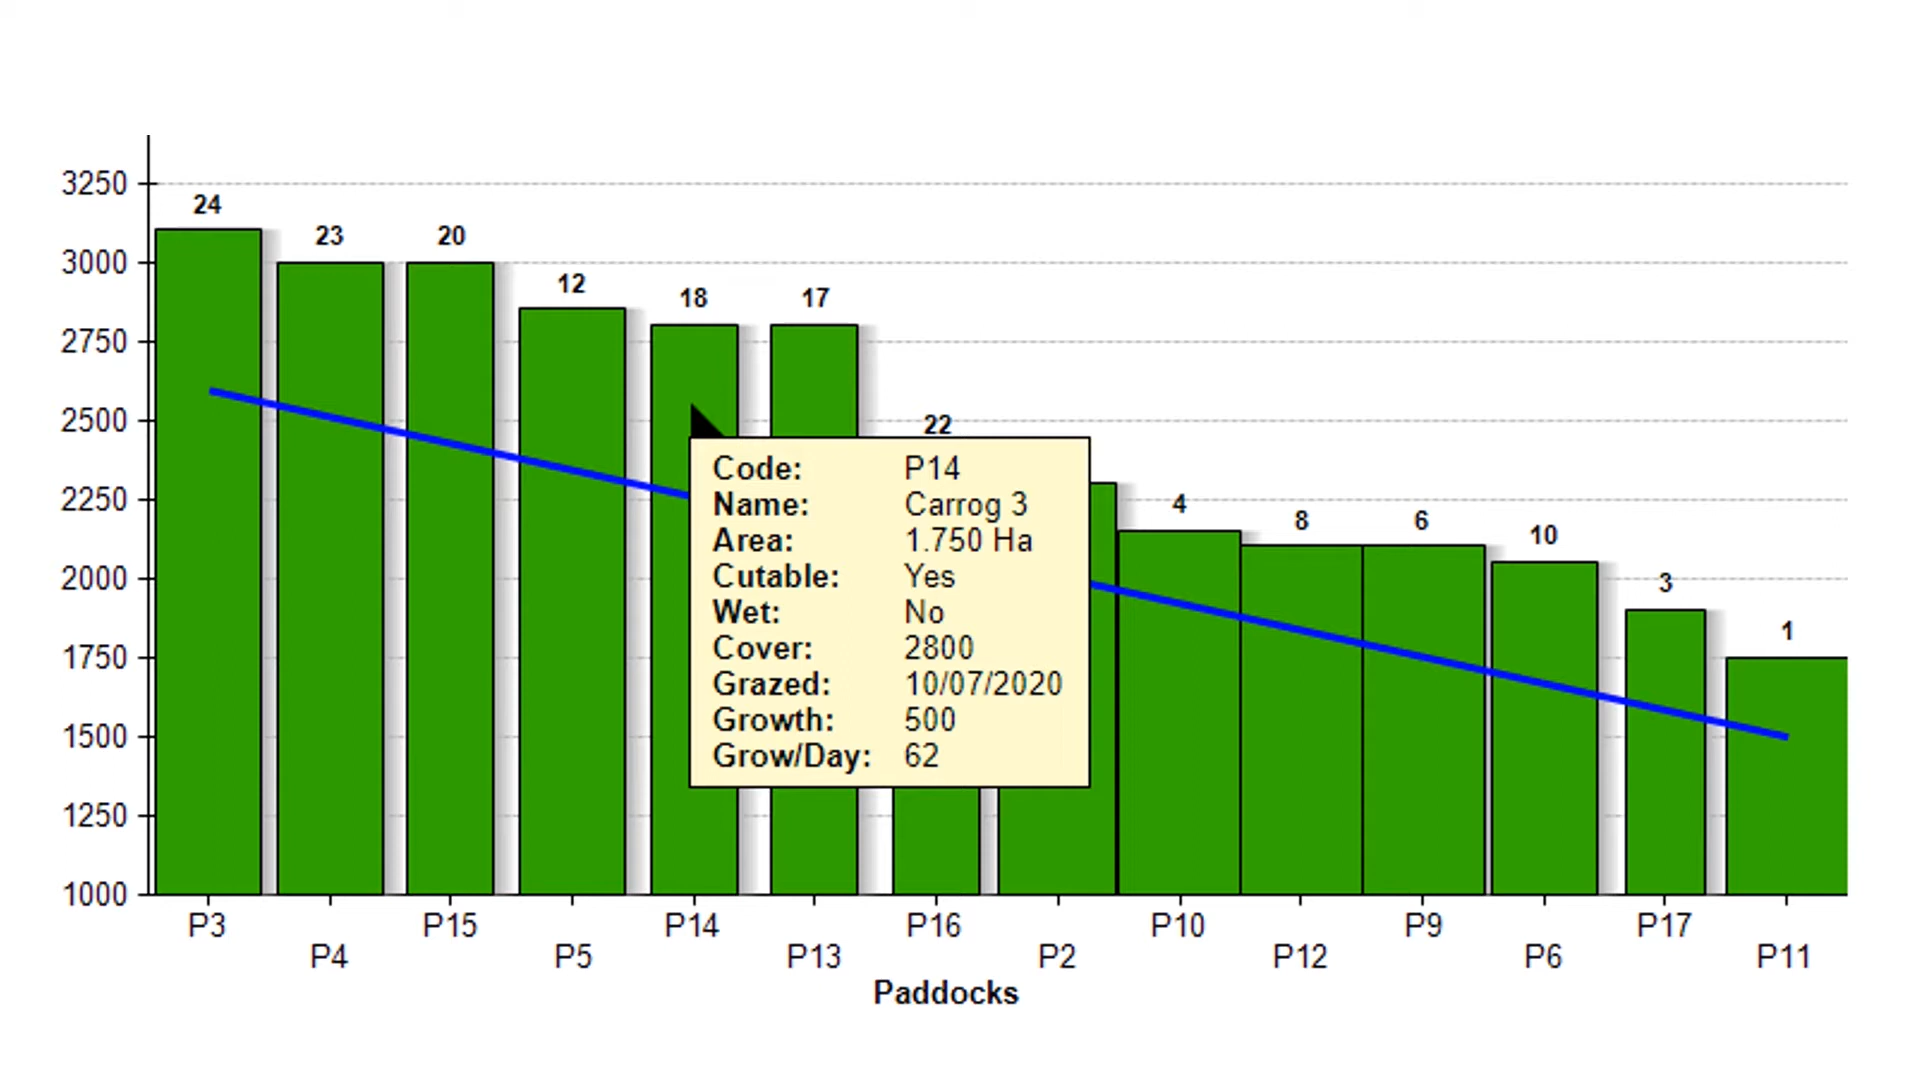 3250
24
3000
23
20
2750
12
18
17
2500
22
2250
4
8
6
10
2000
3
1750
1
1500
1250
1000
Code: P14
Name: Carrog 3
Area: 1.750 Ha
Cutable: Yes
Wet: No
Cover: 2800
Grazed: 10/07/2020
Growth: 500
Grow/Day: 62
P3 P15 P14 P16 P10 P9 P17
P4 P5 P13 P2 P12 P6 P11
Paddocks